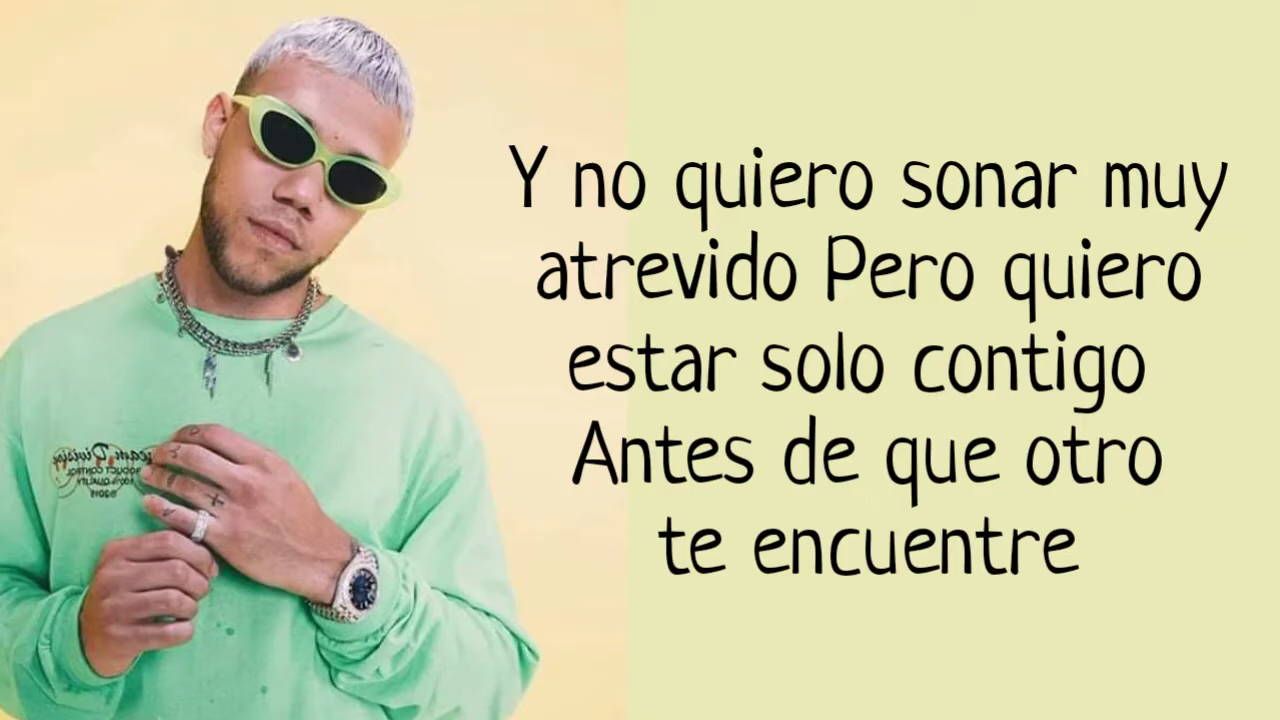 Y no quiero sonar muy
atrevido Pero quiero
estar solo contigo
Antes de que otro
te encuentre